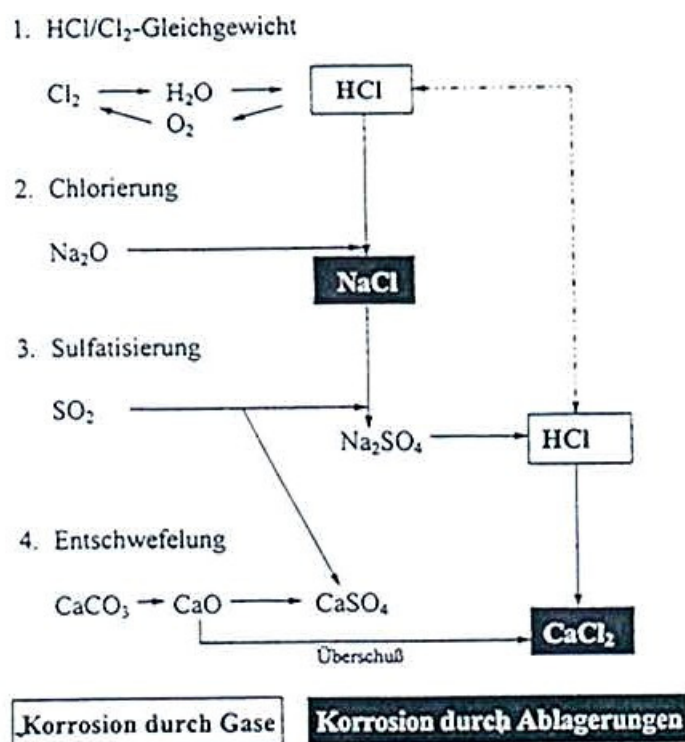 1. HCl/Cl₂-Gleichgewicht
Cl₂ H₂O HCl
O₂
2. Chlorierung
Na₂O
NaCl
3. Sulfatisierung
SO₂
Na₂SO₄ HCl
4. Entschwefelung
CaCO₃ CaO CaSO₄
CaCl₂
Überschuß
Korrosion durch Gase Korrosion durch Ablagerungen